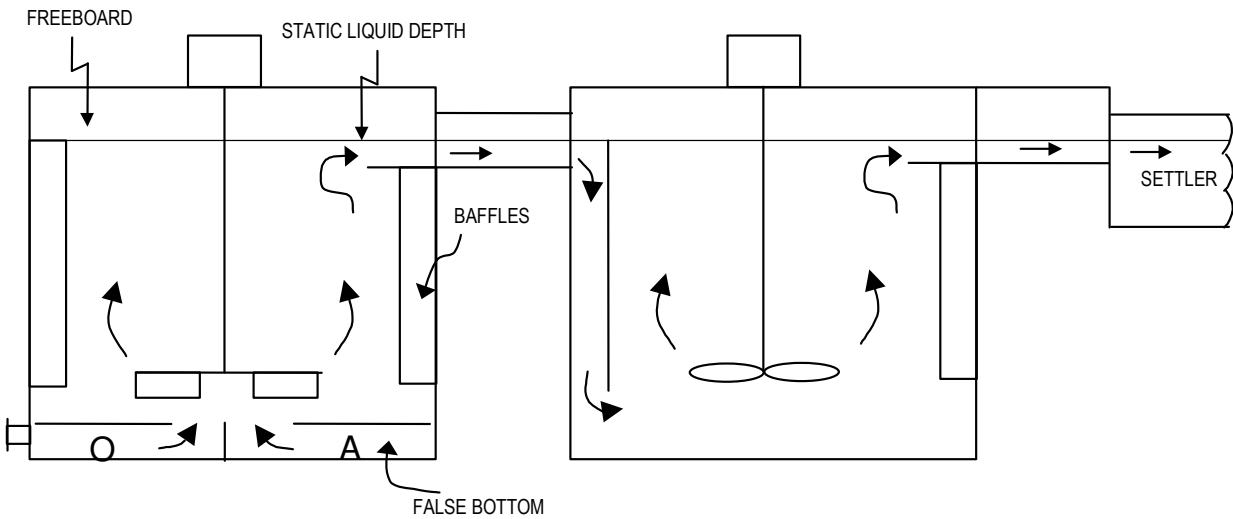 FREEBOARD
STATIC LIQUID DEPTH
SETTLER
BAFFLES
O
A
FALSE BOTTOM